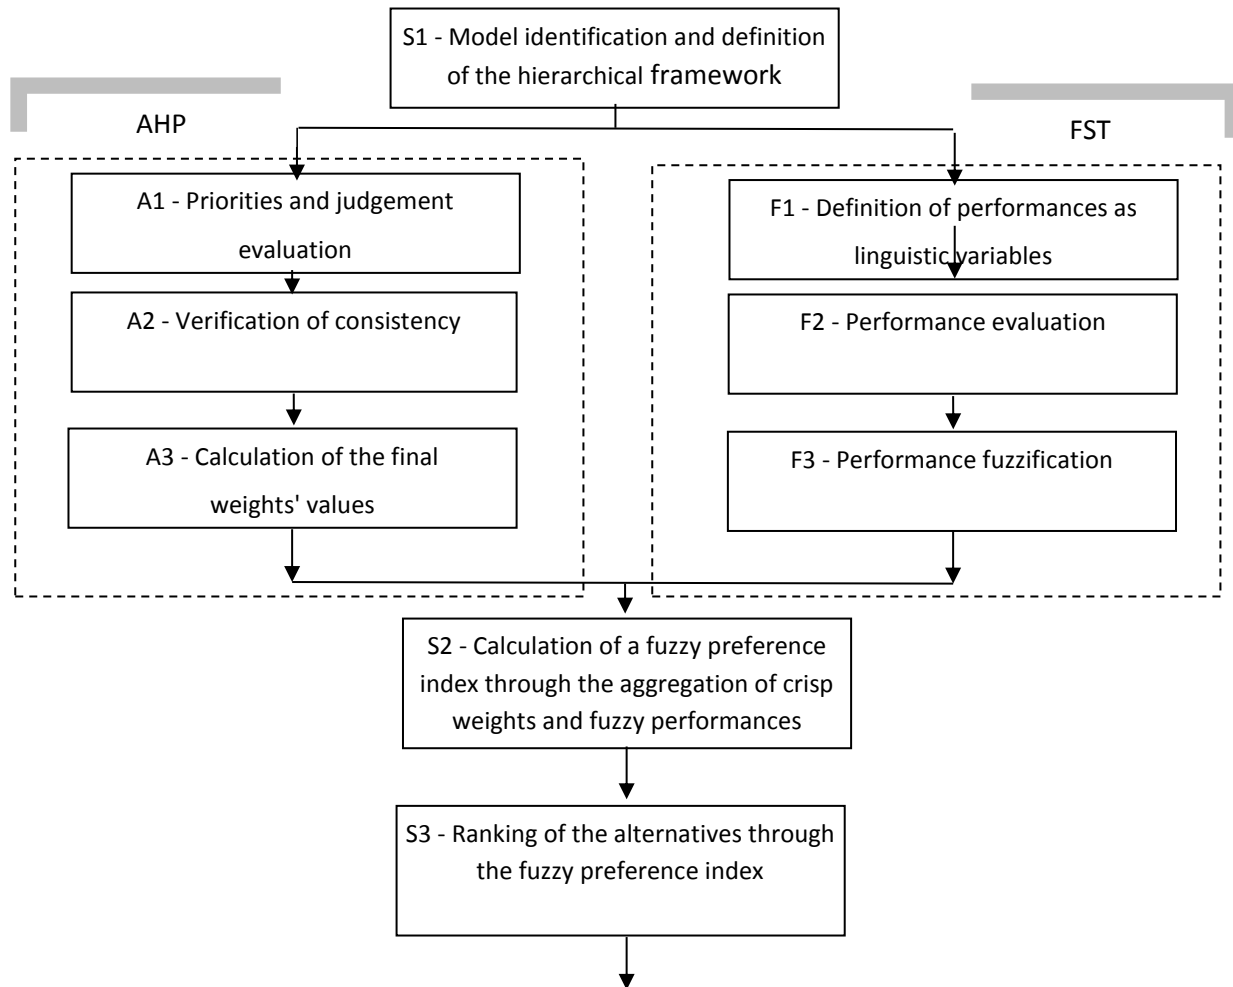 S1 - Model identification and definition
of the hierarchical framework
AHP
FST
A1 - Priorities and judgement
evaluation
F1 - Definition of performances as
linguistic variables
A2 - Verification of consistency
F2 - Performance evaluation
A3 - Calculation of the final
weights' values
F3 - Performance fuzzification
S2 - Calculation of a fuzzy preference
index through the aggregation of crisp
weights and fuzzy performances
S3 - Ranking of the alternatives through
the fuzzy preference index